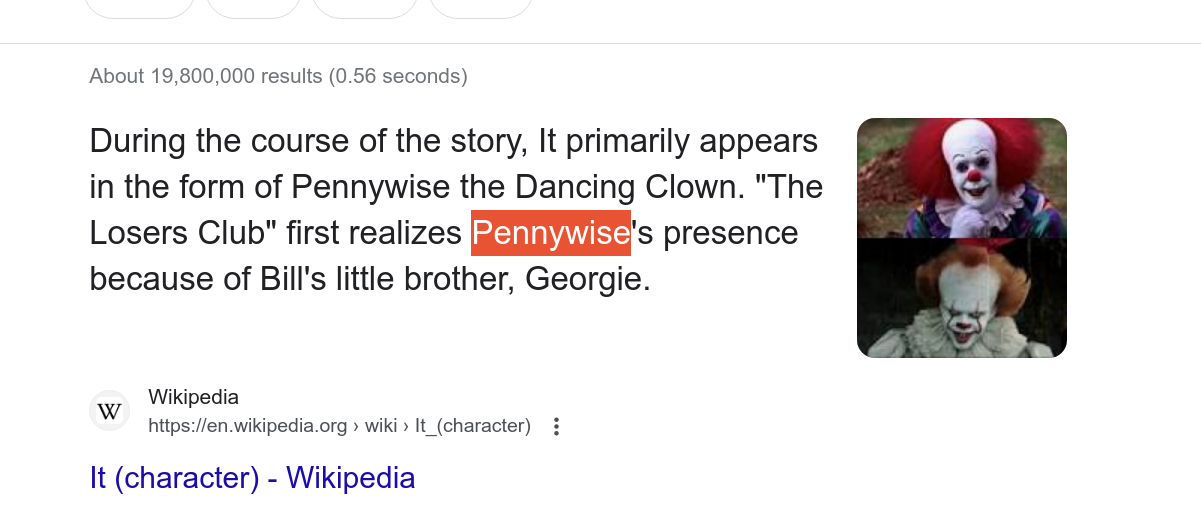 About 19,800,000 results (0.56 seconds)
During the course of the story, It primarily appears
in the form of Pennywise the Dancing Clown. "The
Losers Club" first realizes Pennywise's presence
because of Bill's little brother, Georgie.
W
Wikipedia
https://en.wikipedia.org › wiki › It_(character)
It (character) - Wikipedia